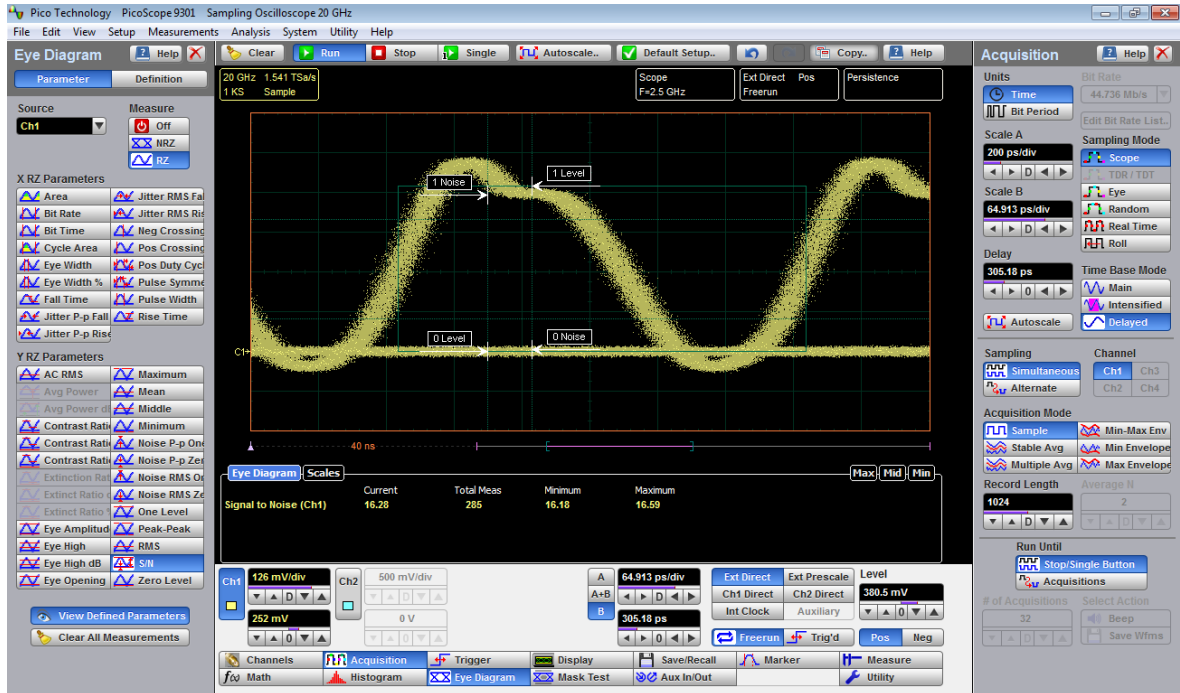 Pico Technology PicoScope 9301 Sampling Oscilloscope 20 GHz
File Edit View Setup Measurements Analysis System Utility Help
Eye Diagram
Help
Parameter
Definition
Source
Measure
Ch1
Off
NRZ
RZ
X RZ Parameters
Area
Jitter RMS Fal
Bit Rate
Jitter RMS Ris
Bit Time
Neg Crossing
Cycle Area
Pos Crossing
Eye Width
Pos Duty Cycl
Eye Width %
Pulse Symme
Fall Time
Pulse Width
Jitter P-p Fall
Rise Time
Jitter P-p Rise
Y RZ Parameters
AC RMS
Maximum
Avg Power
Mean
Avg Power dB
Middle
Contrast Ratio
Minimum
Contrast Ratio
Noise P-p One
Contrast Ratio
Noise P-p Zer
Extinction Rat
Noise RMS On
Extinct Ratio
Noise RMS Ze
Extinct Ratio %
One Level
Eye Amplitud
Peak-Peak
Eye High
RMS
Eye High dB
S/N
Eye Opening
Zero Level
View Defined Parameters
Clear All Measurements
Clear
Run
Stop
Single
Autoscale..
Default Setup..
Copy..
Help
20 GHz 1.541 TSa/s
1 KS Sample
Scope
F=2.5 GHz
Ext Direct Pos
Freerun
Persistence
1 Noise
1 Level
0 Level
0 Noise
C1
40 ns
Eye Diagram
Scales
Max
Mid
Min
Current Total Meas Minimum Maximum
Signal to Noise (Ch1) 16.28 285 16.18 16.59
Ch1
126 mV/div
D
252 mV
0
Ch2
500 mV/div
D
0 V
0
A
A+B
B
64.913 ps/div
D
305.18 ps
0
Ext Direct
Ext Prescale
Ch1 Direct
Ch2 Direct
Int Clock
Auxiliary
Freerun
Trig'd
Level
380.5 mV
0
Pos
Neg
Channels
Acquisition
Trigger
Display
Save/Recall
Marker
Measure
f(x) Math
Histogram
Eye Diagram
Mask Test
Aux In/Out
Utility
Acquisition
Help
Units
Bit Rate
Time
44.736 Mb/s
Bit Period
Edit Bit Rate List..
Scale A
Sampling Mode
200 ps/div
Scope
D
TDR / TDT
Scale B
Eye
64.913 ps/div
Random
D
Real Time
Roll
Delay
305.18 ps
Time Base Mode
0
Main
Intensified
Autoscale
Delayed
Sampling
Channel
Simultaneous
Ch1
Ch3
Alternate
Ch2
Ch4
Acquisition Mode
Sample
Min-Max Env
Stable Avg
Min Envelope
Multiple Avg
Max Envelope
Record Length
Average N
1024
2
D
D
Run Until
Stop/Single Button
Acquisitions
# of Acquisitions
Select Action
32
Beep
D
Save Wfms